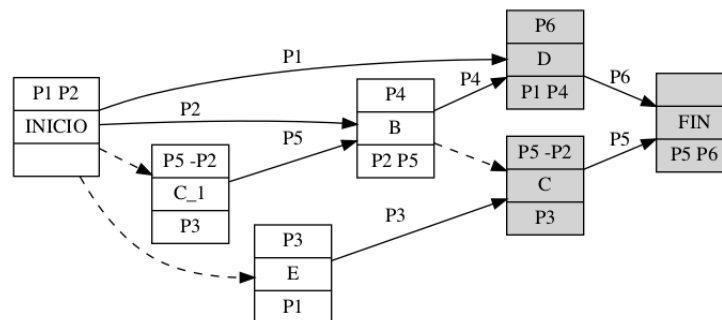 P6
P1
D
P1 P2
P4
P4
P1 P4
P6
INICIO
P2
B
FIN
P5 -P2
P5
P2 P5
P5 -P2
P5
P5 P6
C_1
C
P3
P3
P3
P3
E
P1